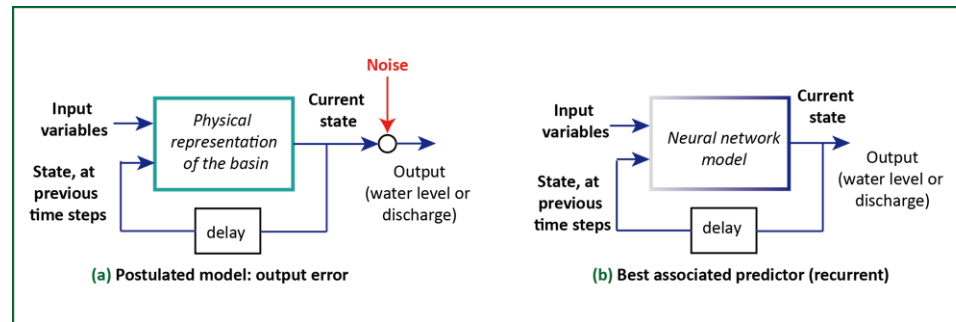 Noise
Input
variables
Physical
representation
of the basin
Current
state
State, at
previous
time steps
delay
Output
(water level or
discharge)
(a) Postulated model: output error
Input
variables
Neural network
model
Current
state
State, at
previous
time steps
delay
Output
(water level or
discharge)
(b) Best associated predictor (recurrent)